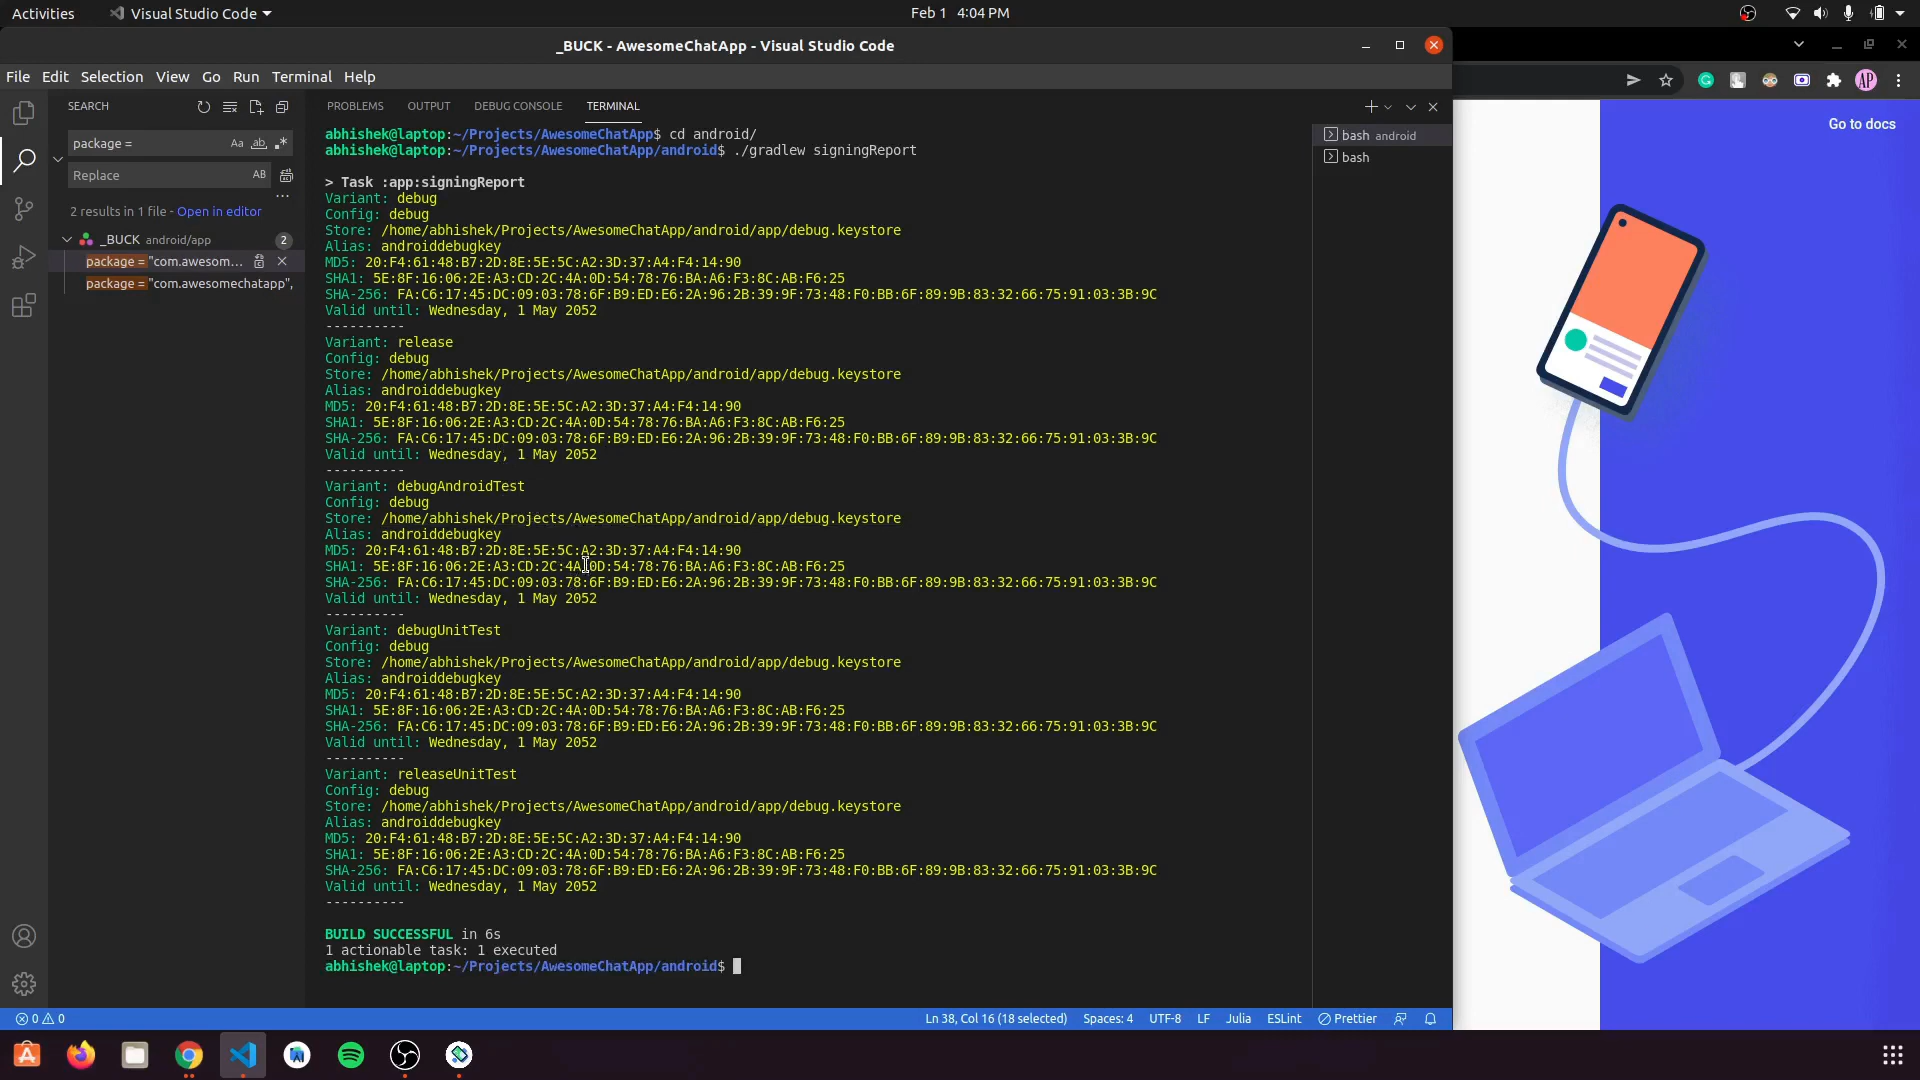 Activities
Visual Studio Code
Feb 1 4:04 PM
_BUCK - AwesomeChatApp - Visual Studio Code
File Edit Selection View Go Run Terminal Help
SEARCH
package =
Aa ab
Replace
AB
2 results in 1 file - Open in editor
_BUCK android/app
2
package = "com.awesom...
package = "com.awesomechatapp",
PROBLEMS OUTPUT DEBUG CONSOLE TERMINAL
abhishek@laptop:~/Projects/AwesomeChatApp$ cd android/
abhishek@laptop:~/Projects/AwesomeChatApp/android$ ./gradlew signingReport
> Task :app:signingReport
Variant: debug
Config: debug
Store: /home/abhishek/Projects/AwesomeChatApp/android/app/debug.keystore
Alias: androiddebugkey
MD5: 20:F4:61:48:B7:2D:8E:5E:5C:A2:3D:37:A4:F4:14:90
SHA1: 5E:8F:16:06:2E:A3:CD:2C:4A:0D:54:78:76:BA:A6:F3:8C:AB:F6:25
SHA-256: FA:C6:17:45:DC:09:03:78:6F:B9:ED:E6:2A:96:2B:39:9F:73:48:F0:BB:6F:89:9B:83:32:66:75:91:03:3B:9C
Valid until: Wednesday, 1 May 2052
----------
Variant: release
Config: debug
Store: /home/abhishek/Projects/AwesomeChatApp/android/app/debug.keystore
Alias: androiddebugkey
MD5: 20:F4:61:48:B7:2D:8E:5E:5C:A2:3D:37:A4:F4:14:90
SHA1: 5E:8F:16:06:2E:A3:CD:2C:4A:0D:54:78:76:BA:A6:F3:8C:AB:F6:25
SHA-256: FA:C6:17:45:DC:09:03:78:6F:B9:ED:E6:2A:96:2B:39:9F:73:48:F0:BB:6F:89:9B:83:32:66:75:91:03:3B:9C
Valid until: Wednesday, 1 May 2052
----------
Variant: debugAndroidTest
Config: debug
Store: /home/abhishek/Projects/AwesomeChatApp/android/app/debug.keystore
Alias: androiddebugkey
MD5: 20:F4:61:48:B7:2D:8E:5E:5C:A2:3D:37:A4:F4:14:90
SHA1: 5E:8F:16:06:2E:A3:CD:2C:4A:0D:54:78:76:BA:A6:F3:8C:AB:F6:25
SHA-256: FA:C6:17:45:DC:09:03:78:6F:B9:ED:E6:2A:96:2B:39:9F:73:48:F0:BB:6F:89:9B:83:32:66:75:91:03:3B:9C
Valid until: Wednesday, 1 May 2052
----------
Variant: debugUnitTest
Config: debug
Store: /home/abhishek/Projects/AwesomeChatApp/android/app/debug.keystore
Alias: androiddebugkey
MD5: 20:F4:61:48:B7:2D:8E:5E:5C:A2:3D:37:A4:F4:14:90
SHA1: 5E:8F:16:06:2E:A3:CD:2C:4A:0D:54:78:76:BA:A6:F3:8C:AB:F6:25
SHA-256: FA:C6:17:45:DC:09:03:78:6F:B9:ED:E6:2A:96:2B:39:9F:73:48:F0:BB:6F:89:9B:83:32:66:75:91:03:3B:9C
Valid until: Wednesday, 1 May 2052
----------
Variant: releaseUnitTest
Config: debug
Store: /home/abhishek/Projects/AwesomeChatApp/android/app/debug.keystore
Alias: androiddebugkey
MD5: 20:F4:61:48:B7:2D:8E:5E:5C:A2:3D:37:A4:F4:14:90
SHA1: 5E:8F:16:06:2E:A3:CD:2C:4A:0D:54:78:76:BA:A6:F3:8C:AB:F6:25
SHA-256: FA:C6:17:45:DC:09:03:78:6F:B9:ED:E6:2A:96:2B:39:9F:73:48:F0:BB:6F:89:9B:83:32:66:75:91:03:3B:9C
Valid until: Wednesday, 1 May 2052
----------
BUILD SUCCESSFUL in 6s
1 actionable task: 1 executed
abhishek@laptop:~/Projects/AwesomeChatApp/android$
bash android
bash
AP
Go to docs
0 0
Ln 38, Col 16 (18 selected) Spaces: 4 UTF-8 LF Julia ESLint Prettier